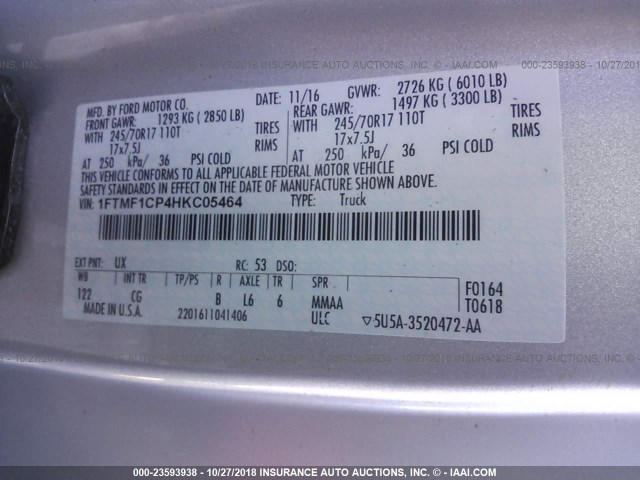 00-23593938 - 10/27/2018 INSURANCE AUTO AUCTIONS CENTRE - IAAI.COM
MFD. BY FORD MOTOR CO. DATE: 11/16 GVWR: 2726 KG ( 6010 LB)
FRONT GAWR: 1293 KG ( 2850 LB) REAR GAWR: 1497 KG ( 3300 LB)
WITH 245/70R17 110T TIRES WITH 245/70R17 110T TIRES
17x7.5J RIMS 17x7.5J RIMS
AT 250 kPa/ 36 PSI COLD AT 250 kPa/ 36 PSI COLD
THIS VEHICLE CONFORMS TO ALL APPLICABLE FEDERAL MOTOR VEHICLE
SAFETY STANDARDS IN EFFECT ON THE DATE OF MANUFACTURE SHOWN ABOVE.
VIN: 1FTMF1CP4HKC05464 TYPE: Truck
EXT PNT: UX RC: 53 DSO:
WB INT TR TP/PS R AXLE TR SPR F0164
122 CG B L6 6 MMAA T0618
MADE IN U.S.A. 2201611041406 ULC ▽5U5A-3520472-AA
000-23593938 - 10/27/2018 INSURANCE AUTO AUCTIONS CENTRE - IAAI.COM